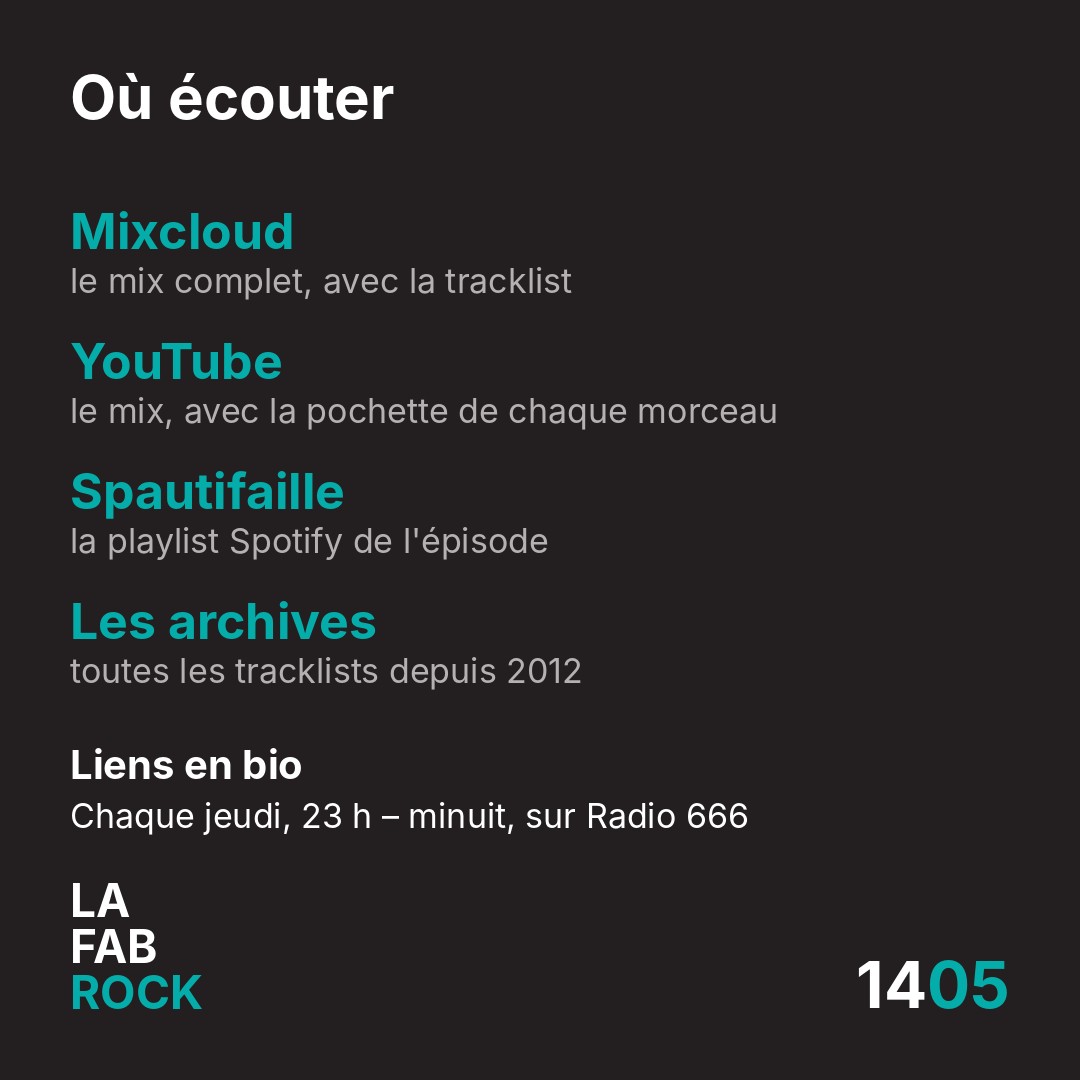 Où écouter
Mixcloud
le mix complet, avec la tracklist
YouTube
le mix, avec la pochette de chaque morceau
Spautifaille
la playlist Spotify de l'épisode
Les archives
toutes les tracklists depuis 2012
Liens en bio
Chaque jeudi, 23 h – minuit, sur Radio 666
LA
FAB
ROCK
1405